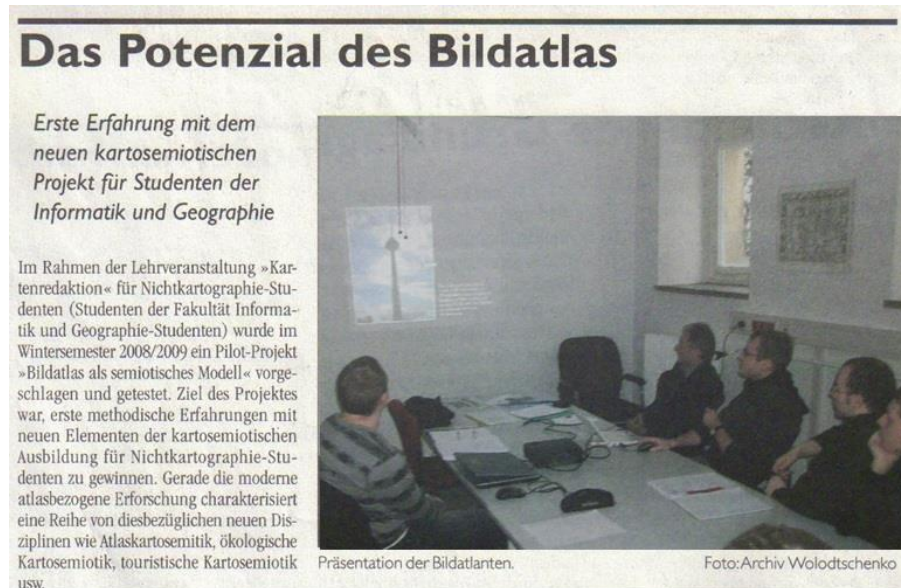 Das Potenzial des Bildatlas
Erste Erfahrung mit dem
neuen kartosemiotischen
Projekt für Studenten der
Informatik und Geographie
Im Rahmen der Lehrveranstaltung »Kar-
tenredaktion« für Nichtkartographie-Stu-
denten (Studenten der Fakultät Informa-
tik und Geographie-Studenten) wurde im
Wintersemester 2008/2009 ein Pilot-Projekt
»Bildatlas als semiotisches Modell« vorge-
schlagen und getestet. Ziel des Projektes
war, erste methodische Erfahrungen mit
neuen Elementen der kartosemiotischen
Ausbildung für Nichtkartographie-Stu-
denten zu gewinnen. Gerade die moderne
atlasbezogene Erforschung charakterisiert
eine Reihe von diesbezüglichen neuen Dis-
ziplinen wie Atlaskartosemitik, ökologische
Kartosemiotik, touristische Kartosemiotik
usw.
Präsentation der Bildatlanten.
Foto: Archiv Wolodtschenko